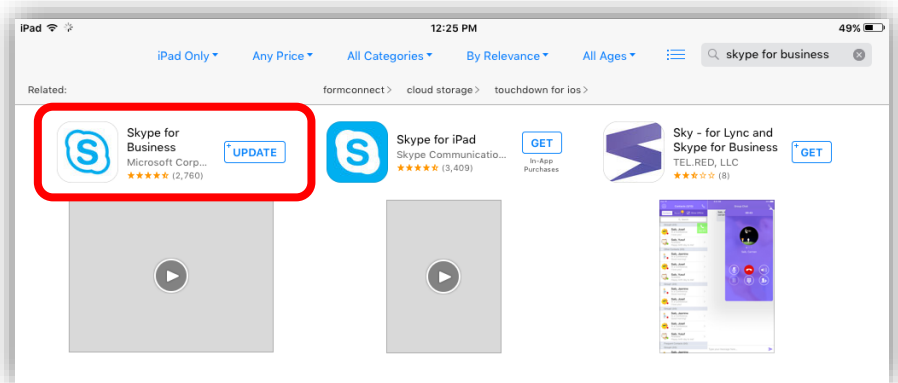 iPad 12:25 PM 49%
iPad Only Any Price All Categories By Relevance All Ages skype for business
Related: formconnect > cloud storage > touchdown for ios >
Skype for
Business
Microsoft Corp...
(2,760)
+UPDATE
Skype for iPad
Skype Communicatio...
(3,409)
GET
In-App
Purchases
Sky - for Lync and
Skype for Business
TEL.RED, LLC
(8)
+GET